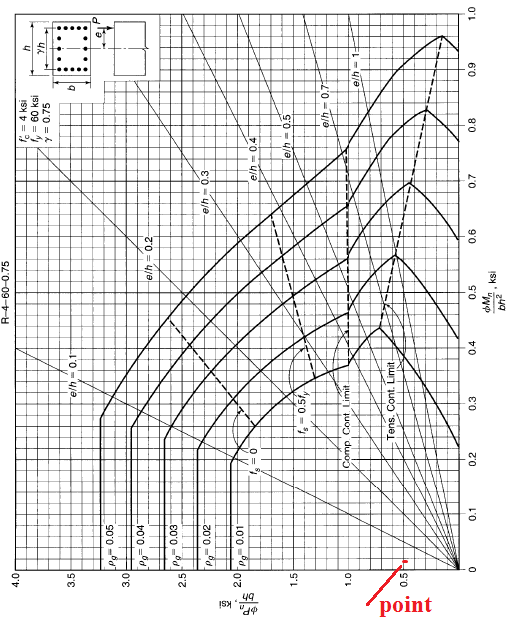 R–4–60–0.75
f′c = 4 ksi
fy = 60 ksi
γ = 0.75
h
γh
b
e
P
e/h = 0.1
e/h = 0.2
e/h = 0.3
e/h = 0.4
e/h = 0.5
e/h = 0.7
e/h = 1
ρg = 0.05
ρg = 0.04
ρg = 0.03
ρg = 0.02
ρg = 0.01
fs = 0
fs = 0.5fy
Comp. Cont. Limit
Tens. Cont. Limit
4.0
3.5
3.0
2.5
2.0
1.5
1.0
0.5
0
0.1
0.2
0.3
0.4
0.5
0.6
0.7
0.8
0.9
1.0
ϕPn
bh
, ksi
ϕMn
bh²
, ksi
point